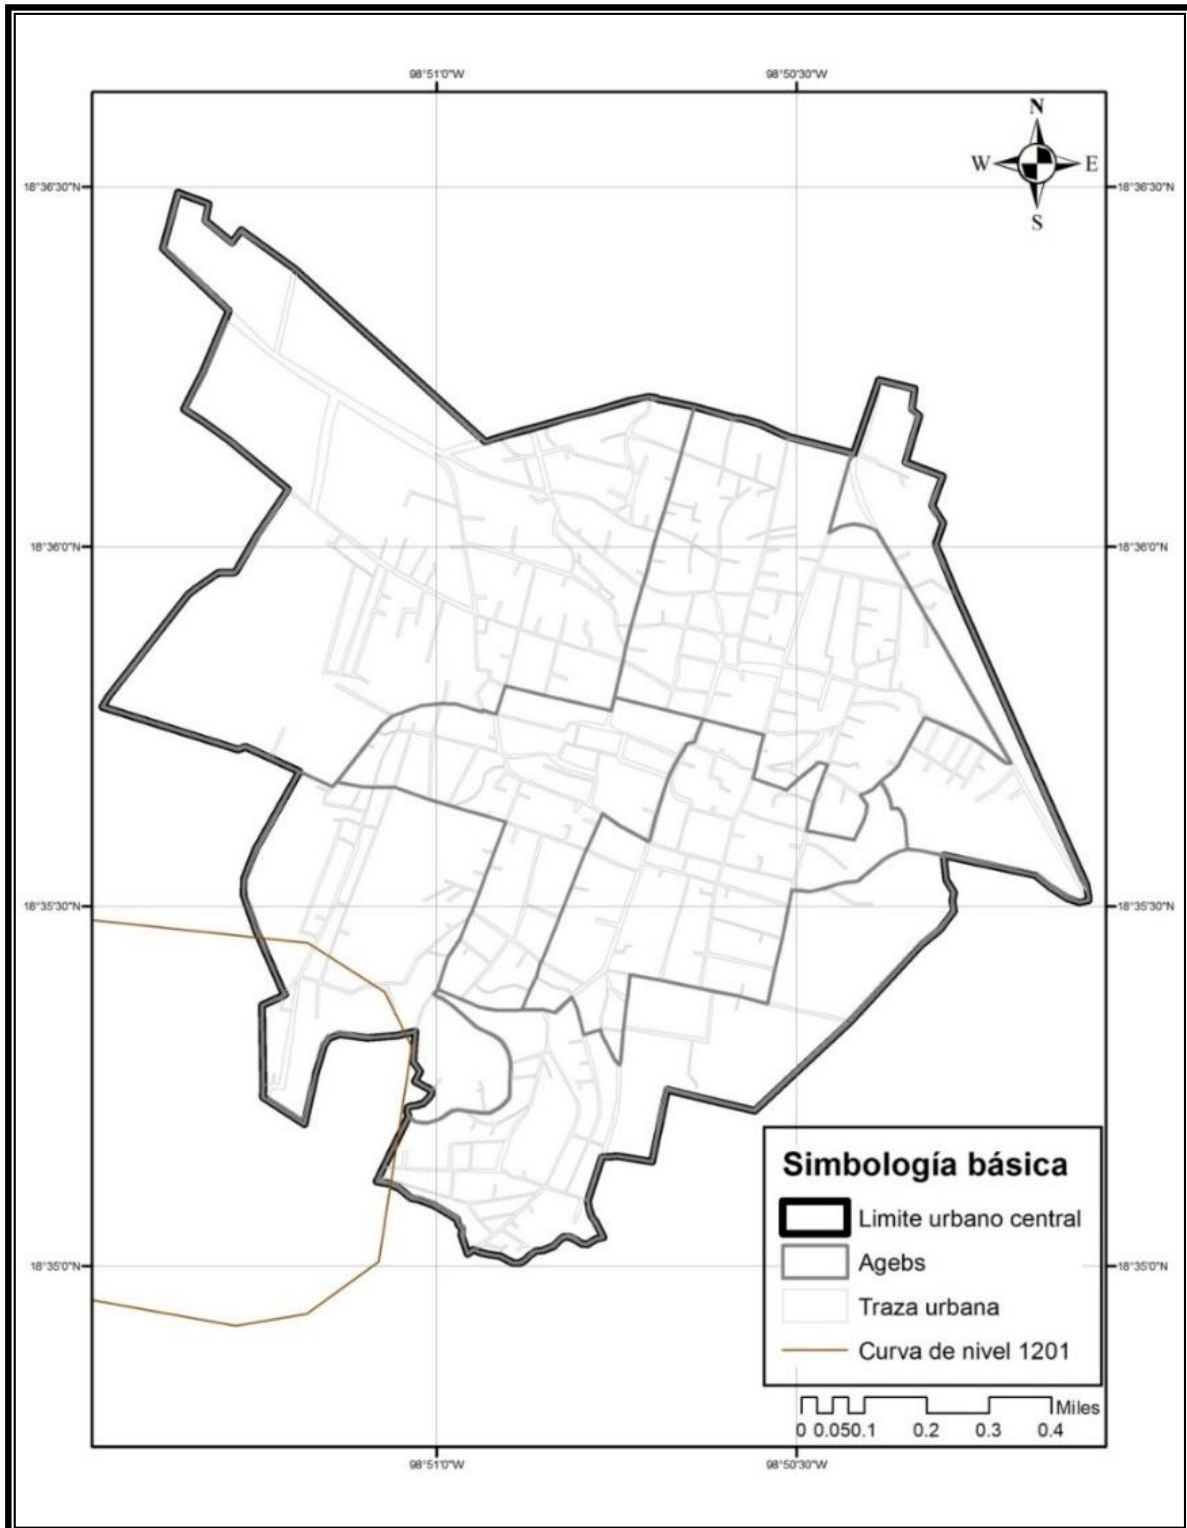 98°51'0"W 98°50'30"W
N
W E
S
18°36'30"N 18°36'30"N
18°36'0"N 18°36'0"N
18°35'30"N 18°35'30"N
Simbología básica
Limite urbano central
Agebs
18°35'0"N 18°35'0"N
Traza urbana
Curva de nivel 1201
Miles
0 0.050.1 0.2 0.3 0.4
98°51'0"W 98°50'30"W